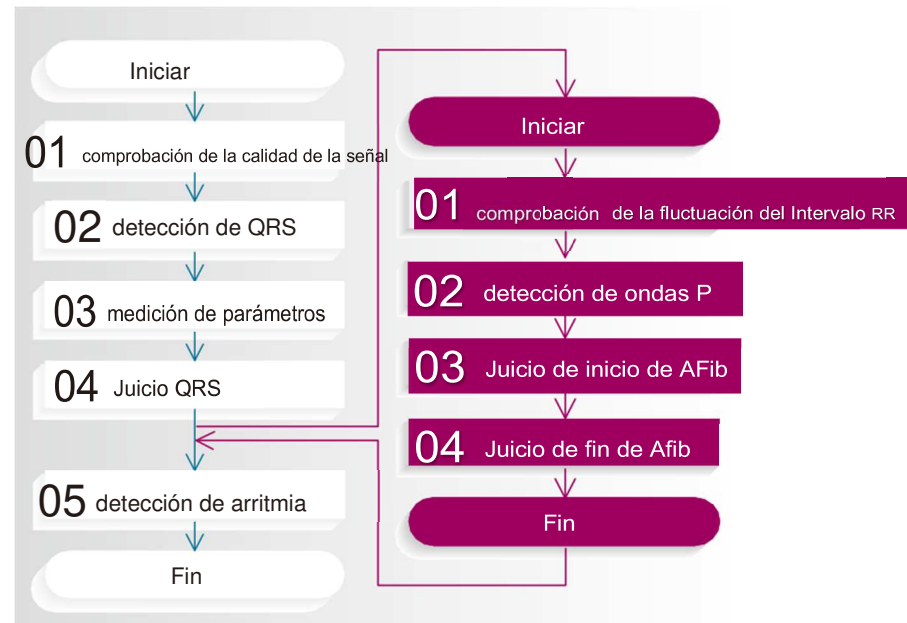 Iniciar
01 comprobación de la calidad de la señal
02 detección de QRS
03 medición de parámetros
04 Juicio QRS
05 detección de arritmia
Fin
Iniciar
01 comprobación de la fluctuación del Intervalo RR
02 detección de ondas P
03 Juicio de inicio de AFib
04 Juicio de fin de Afib
Fin